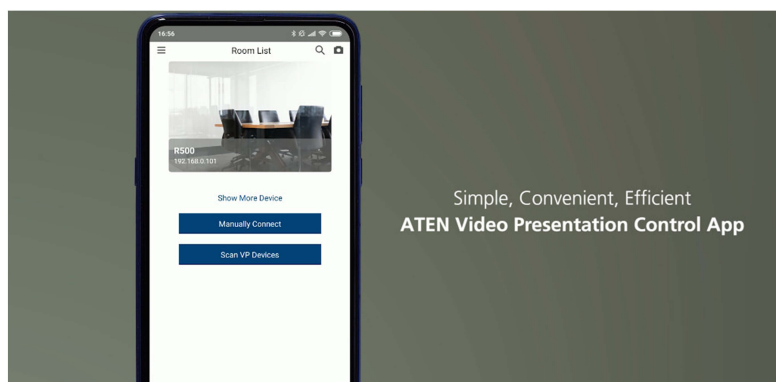 16:56
Room List
R500
192.168.0.101
Show More Device
Manually Connect
Scan VP Devices
Simple, Convenient, Efficient
ATEN Video Presentation Control App